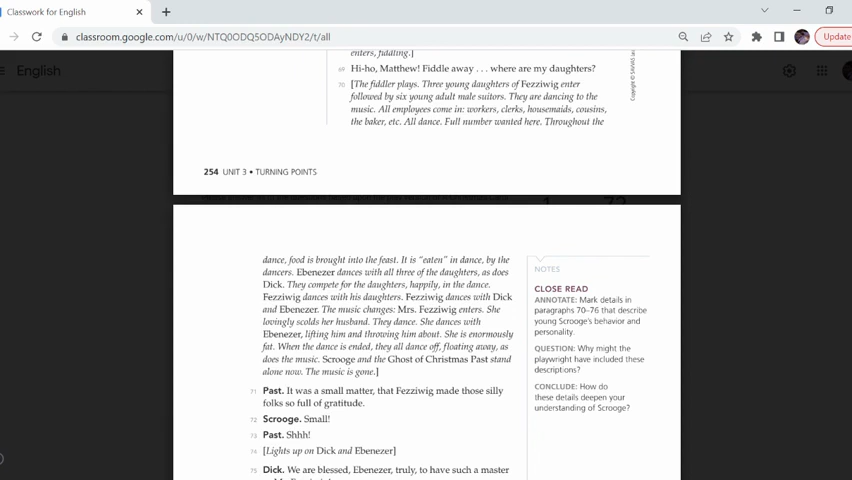 Classwork for English
classroom.google.com/u/0/w/NTQ0ODQ5ODAyNDY2/t/all
Update
English
enters, fiddling.]
69 Hi-ho, Matthew! Fiddle away . . . where are my daughters?
70 [The fiddler plays. Three young daughters of Fezziwig enter
followed by six young adult male suitors. They are dancing to the
music. All employees come in: workers, clerks, housemaids, cousins,
the baker, etc. All dance. Full number wanted here. Throughout the
Copyright © SAVVAS
254 UNIT 3 • TURNING POINTS
dance, food is brought into the feast. It is “eaten” in dance, by the
dancers. Ebenezer dances with all three of the daughters, as does
Dick. They compete for the daughters, happily, in the dance.
Fezziwig dances with his daughters. Fezziwig dances with Dick
and Ebenezer. The music changes: Mrs. Fezziwig enters. She
lovingly scolds her husband. They dance. She dances with
Ebenezer, lifting him and throwing him about. She is enormously
fat. When the dance is ended, they all dance off, floating away, as
does the music. Scrooge and the Ghost of Christmas Past stand
alone now. The music is gone.]
71 Past. It was a small matter, that Fezziwig made those silly
folks so full of gratitude.
72 Scrooge. Small!
73 Past. Shhh!
74 [Lights up on Dick and Ebenezer]
75 Dick. We are blessed, Ebenezer, truly, to have such a master
NOTES
CLOSE READ
ANNOTATE: Mark details in
paragraphs 70–76 that describe
young Scrooge’s behavior and
personality.
QUESTION: Why might the
playwright have included these
descriptions?
CONCLUDE: How do
these details deepen your
understanding of Scrooge?